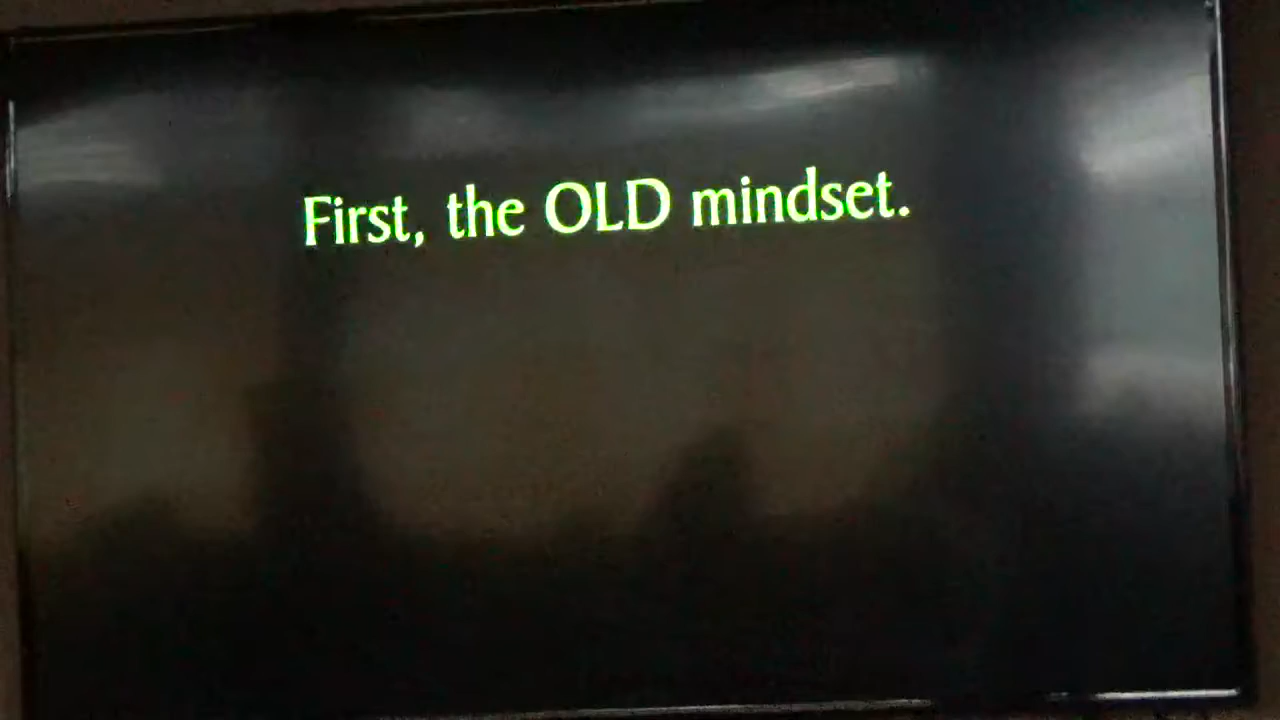 First, the OLD mindset.